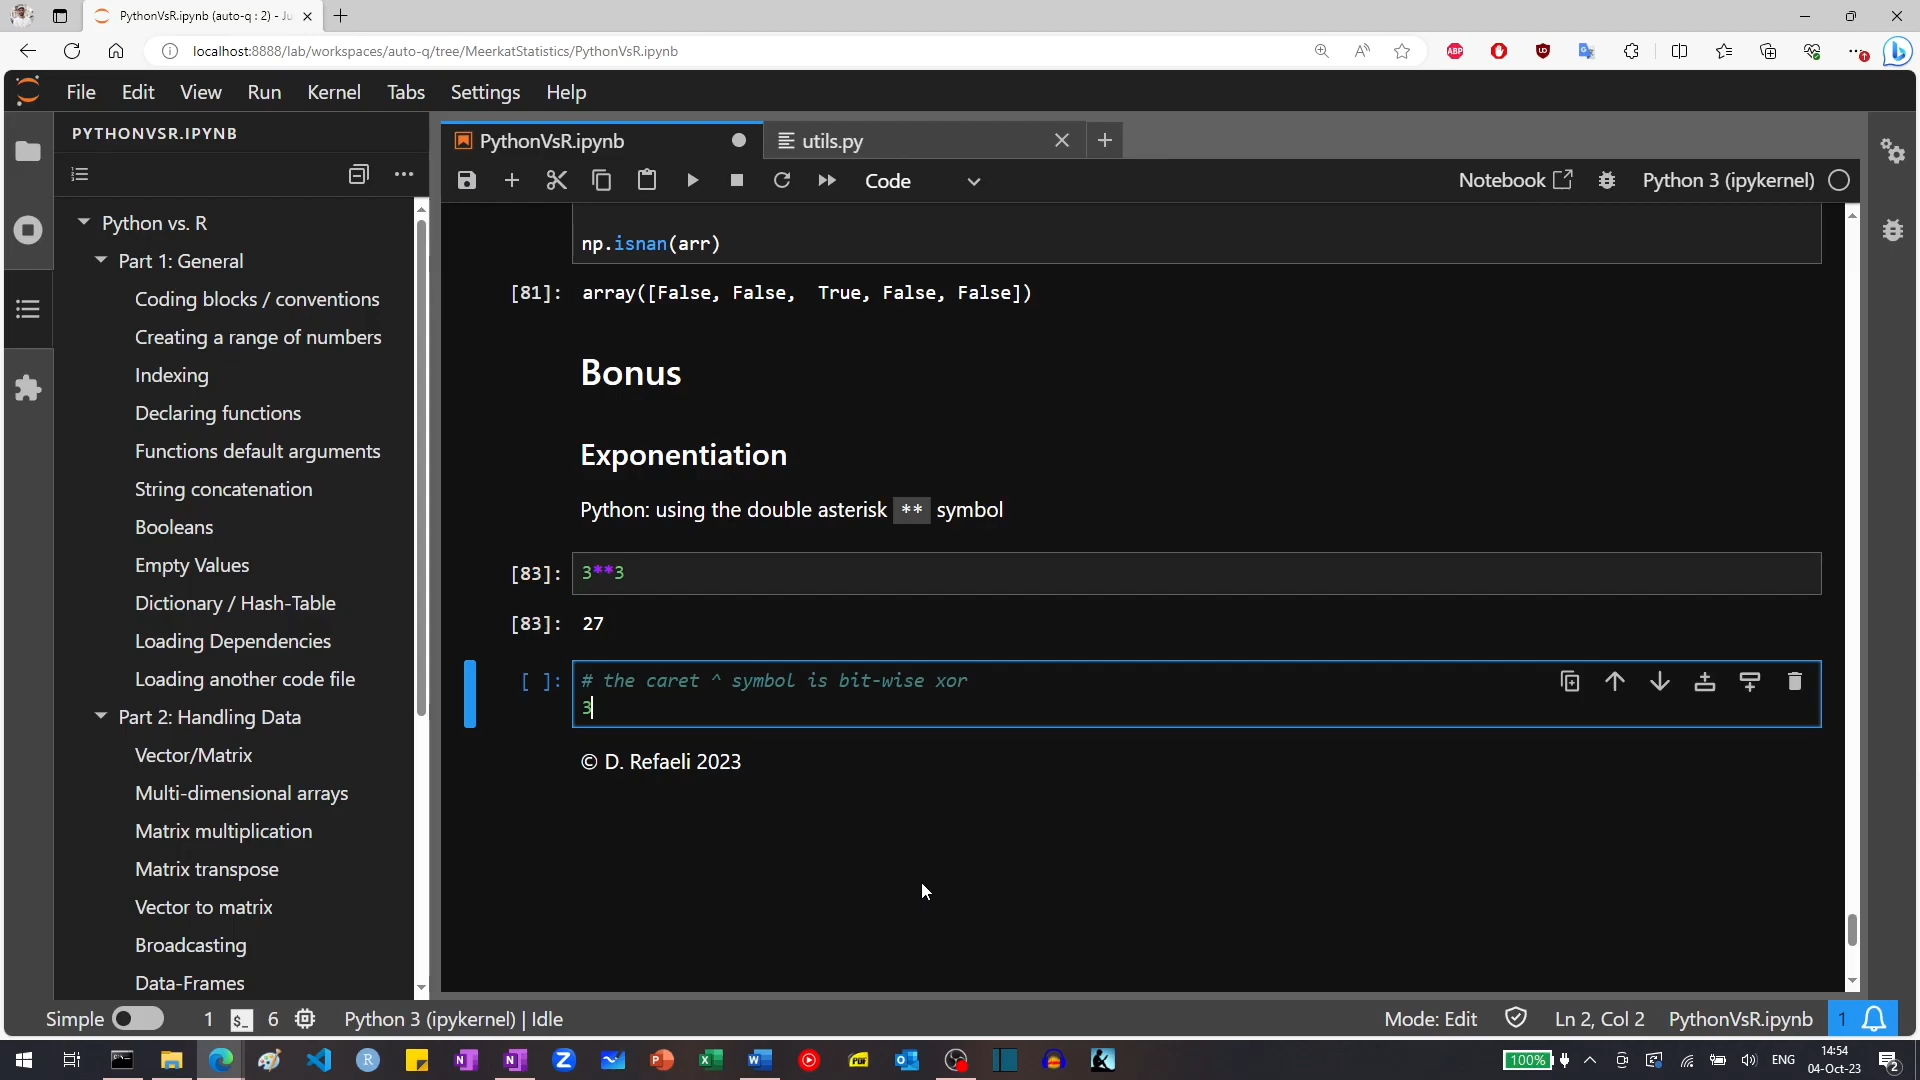 PythonVsR.ipynb (auto-q : 2) - Ju
localhost:8888/lab/workspaces/auto-q/tree/MeerkatStatistics/PythonVsR.ipynb
File Edit View Run Kernel Tabs Settings Help
PYTHONVSR.IPYNB
PythonVsR.ipynb
utils.py
Code
Notebook
Python 3 (ipykernel)
Python vs. R
Part 1: General
Coding blocks / conventions
Creating a range of numbers
Indexing
Declaring functions
Functions default arguments
String concatenation
Booleans
Empty Values
Dictionary / Hash-Table
Loading Dependencies
Loading another code file
Part 2: Handling Data
Vector/Matrix
Multi-dimensional arrays
Matrix multiplication
Matrix transpose
Vector to matrix
Broadcasting
Data-Frames
np.isnan(arr)
[81]: array([False, False,  True, False, False])
Bonus
Exponentiation
Python: using the double asterisk ** symbol
[83]: 3**3
[83]: 27
[ ]: # the caret ^ symbol is bit-wise xor
3
© D. Refaeli 2023
Simple 1 $_ 6 Python 3 (ipykernel) | Idle
Mode: Edit Ln 2, Col 2 PythonVsR.ipynb 1
100% ENG 14:54
04-Oct-23 2